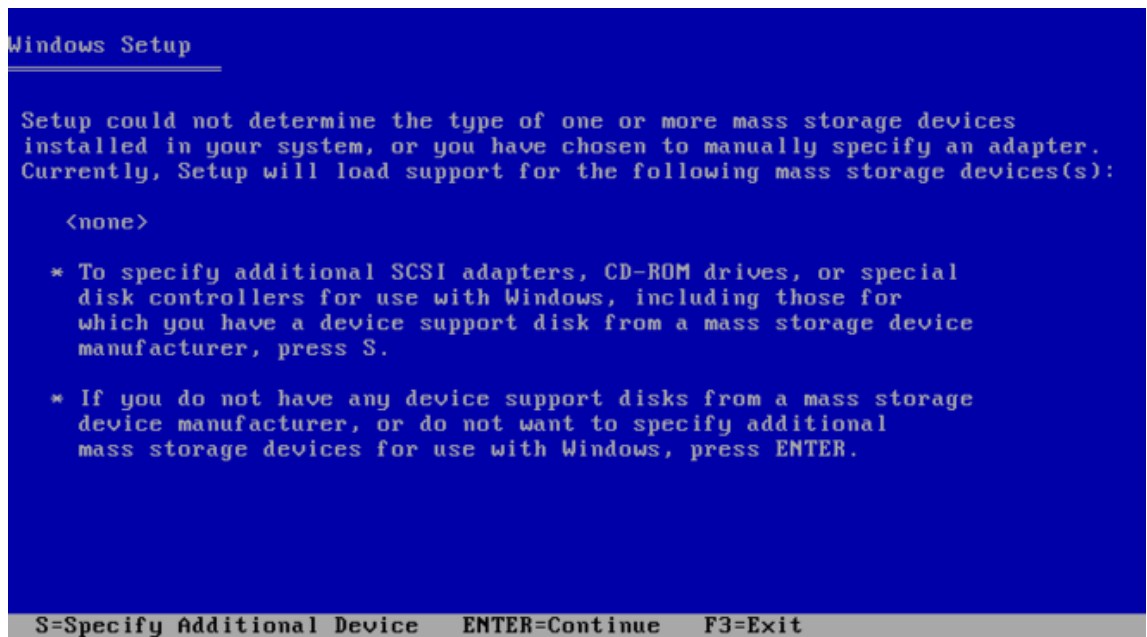 Windows Setup
Setup could not determine the type of one or more mass storage devices
installed in your system, or you have chosen to manually specify an adapter.
Currently, Setup will load support for the following mass storage devices(s):
<none>
* To specify additional SCSI adapters, CD-ROM drives, or special
disk controllers for use with Windows, including those for
which you have a device support disk from a mass storage device
manufacturer, press S.
* If you do not have any device support disks from a mass storage
device manufacturer, or do not want to specify additional
mass storage devices for use with Windows, press ENTER.
S=Specify Additional Device ENTER=Continue F3=Exit